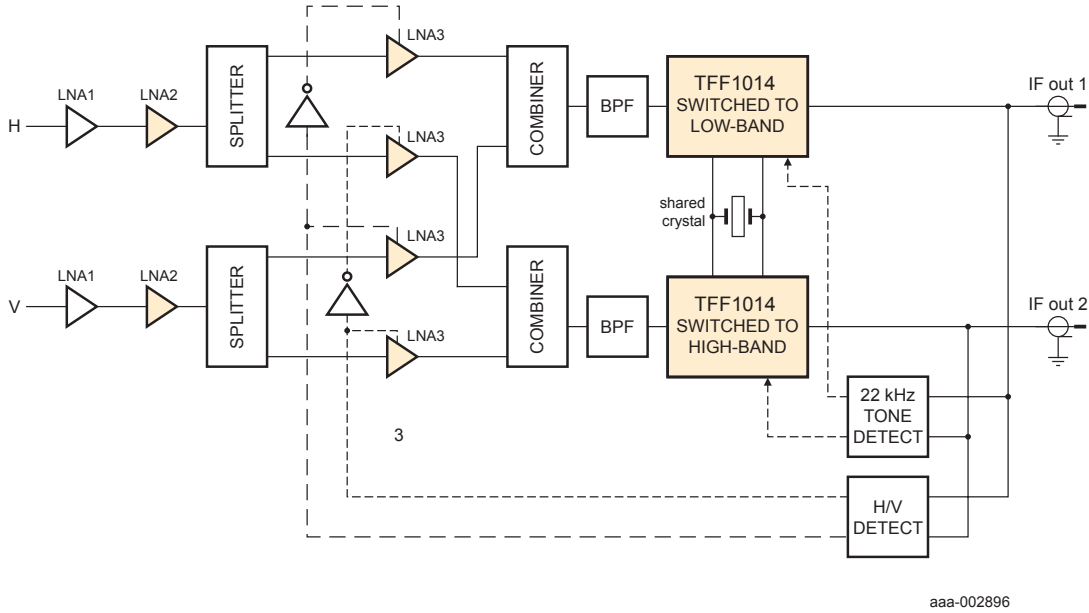 LNA3
TFF1014
SWITCHED TO
LOW-BAND
IF out 1
LNA1
LNA2
H
SPLITTER
COMBINER
BPF
LNA3
shared
crystal
LNA3
LNA1
LNA2
V
SPLITTER
COMBINER
BPF
TFF1014
SWITCHED TO
HIGH-BAND
IF out 2
LNA3
22 kHz
TONE
DETECT
3
H/V
DETECT
aaa-002896